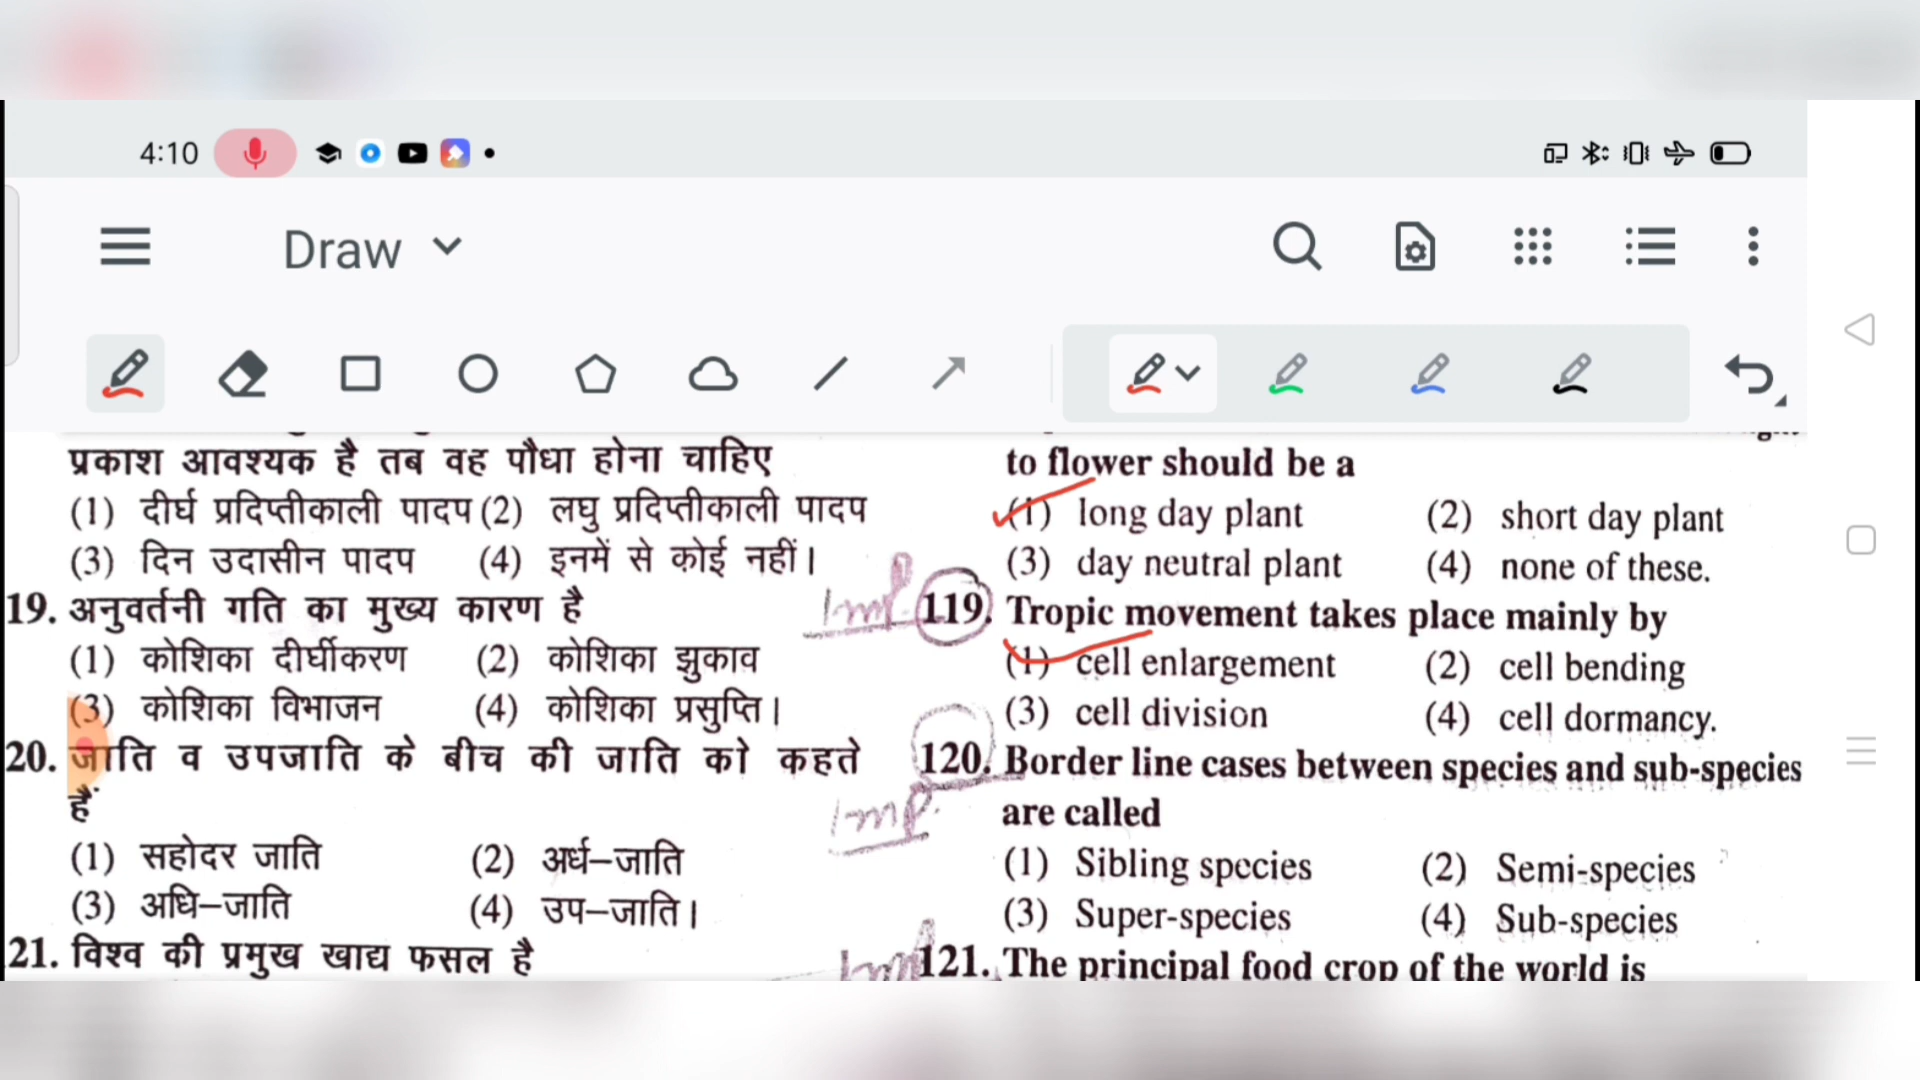 4:10
Draw
प्रकाश आवश्यक है तब वह पौधा होना चाहिए
(1) दीर्घ प्रदिप्तीकाली पादप (2) लघु प्रदिप्तीकाली पादप
(3) दिन उदासीन पादप (4) इनमें से कोई नहीं।
19. अनुवर्तनी गति का मुख्य कारण है
(1) कोशिका दीर्घीकरण (2) कोशिका झुकाव
(3) कोशिका विभाजन (4) कोशिका प्रसुप्ति।
20. जाति व उपजाति के बीच की जाति को कहते
हैं
(1) सहोदर जाति (2) अर्ध–जाति
(3) अधि–जाति (4) उप–जाति।
21. विश्व की प्रमुख खाद्य फसल है
to flower should be a
(1) long day plant (2) short day plant
(3) day neutral plant (4) none of these.
Imp 119. Tropic movement takes place mainly by
(1) cell enlargement (2) cell bending
(3) cell division (4) cell dormancy.
120. Border line cases between species and sub-species
Imp. are called
(1) Sibling species (2) Semi-species
(3) Super-species (4) Sub-species
Imp 121. The principal food crop of the world is